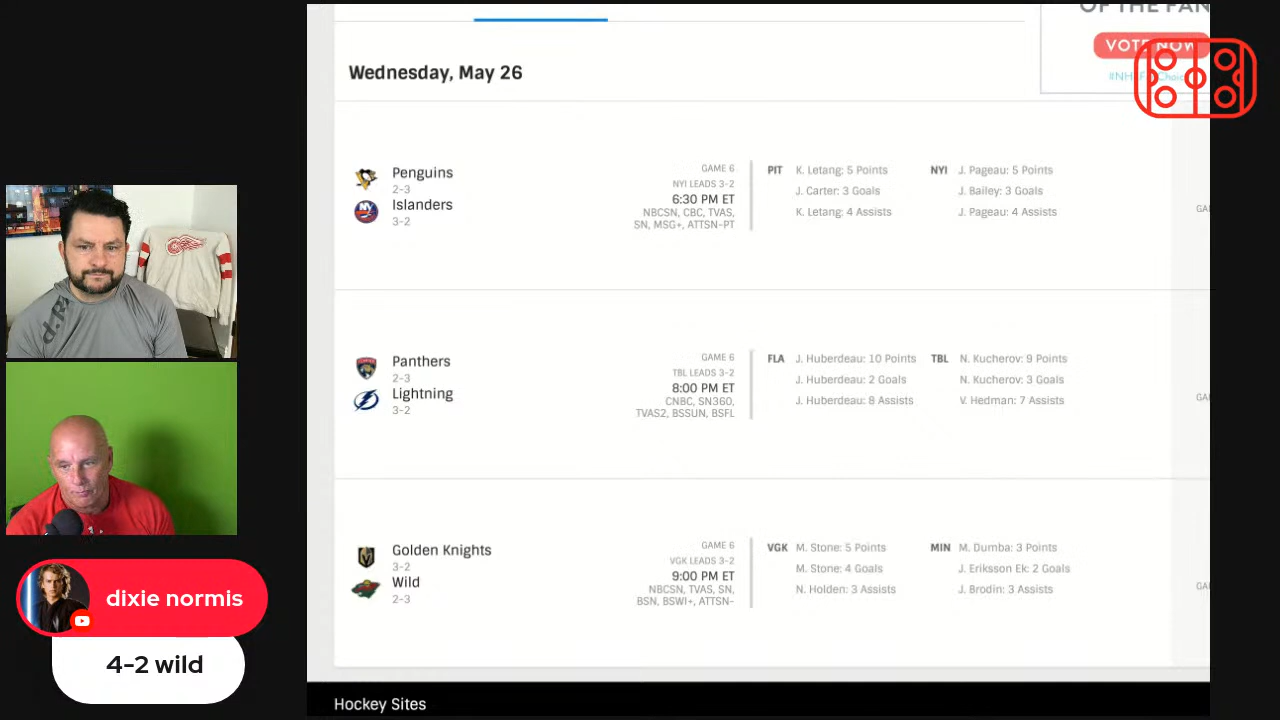 OF THE FAN
VOTE NOW
Wednesday, May 26
Penguins
2-3
Islanders
3-2
GAME 6
NYI LEADS 3-2
6:30 PM ET
NBCSN, CBC, TVAS,
SN, MSG+, ATTSN-PT
PIT K. Letang: 5 Points
J. Carter: 3 Goals
K. Letang: 4 Assists
NYI J. Pageau: 5 Points
J. Bailey: 3 Goals
J. Pageau: 4 Assists
Panthers
2-3
Lightning
3-2
GAME 6
TBL LEADS 3-2
8:00 PM ET
CNBC, SN360,
TVAS2, BSSUN, BSFL
FLA J. Huberdeau: 10 Points
J. Huberdeau: 2 Goals
J. Huberdeau: 8 Assists
TBL N. Kucherov: 9 Points
N. Kucherov: 3 Goals
V. Hedman: 7 Assists
Golden Knights
3-2
Wild
2-3
GAME 6
VGK LEADS 3-2
9:00 PM ET
NBCSN, TVAS, SN,
BSN, BSWI+, ATTSN-
VGK M. Stone: 5 Points
M. Stone: 4 Goals
N. Holden: 3 Assists
MIN M. Dumba: 3 Points
J. Eriksson Ek: 2 Goals
J. Brodin: 3 Assists
Hockey Sites
dixie normis
4-2 wild